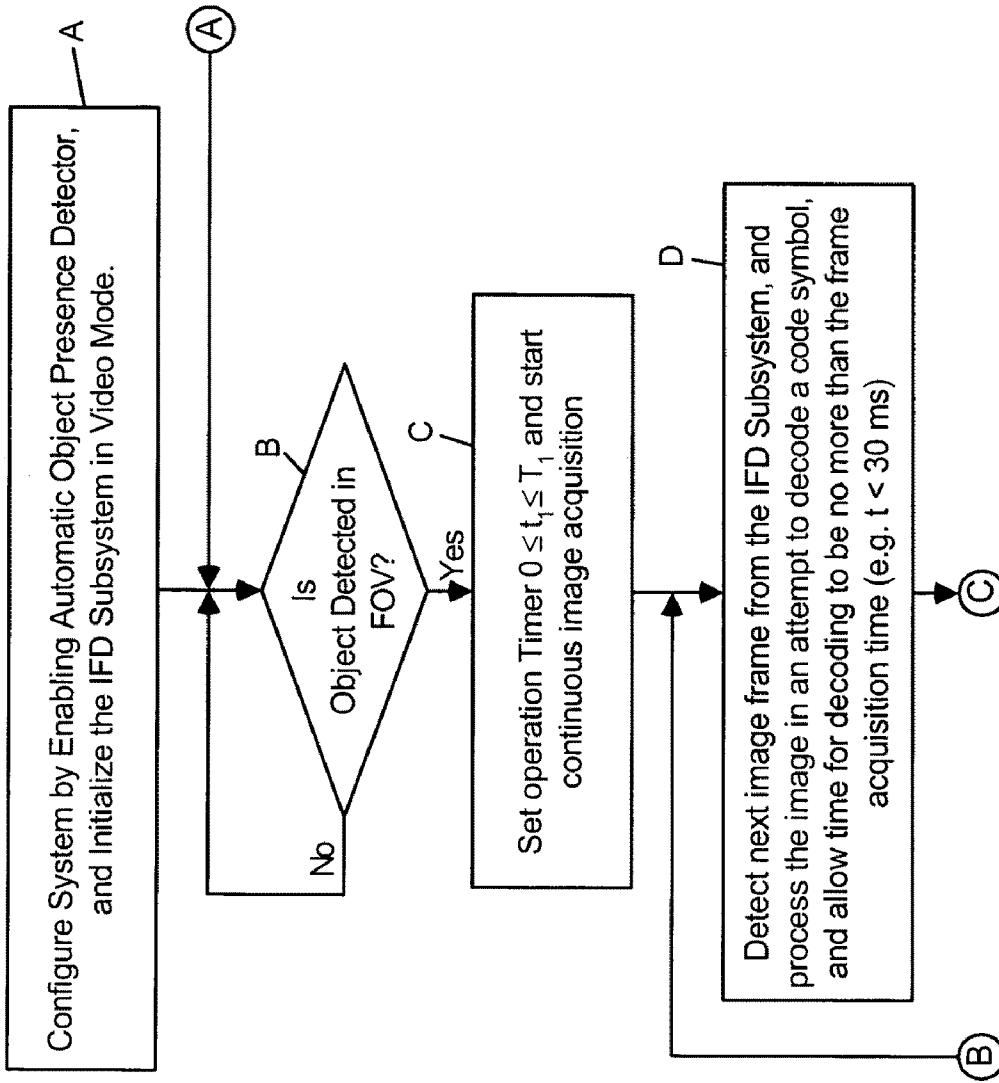 Configure System by Enabling Automatic Object Presence Detector,
and Initialize the IFD Subsystem in Video Mode.
A
A
Is
Object Detected in
FOV?
B
No
Yes
C
Set operation Timer 0 ≤ t₁ ≤ T₁ and start
continuous image acquisition
D
Detect next image frame from the IFD Subsystem, and
process the image in an attempt to decode a code symbol,
and allow time for decoding to be no more than the frame
acquisition time (e.g. t < 30 ms)
B
C